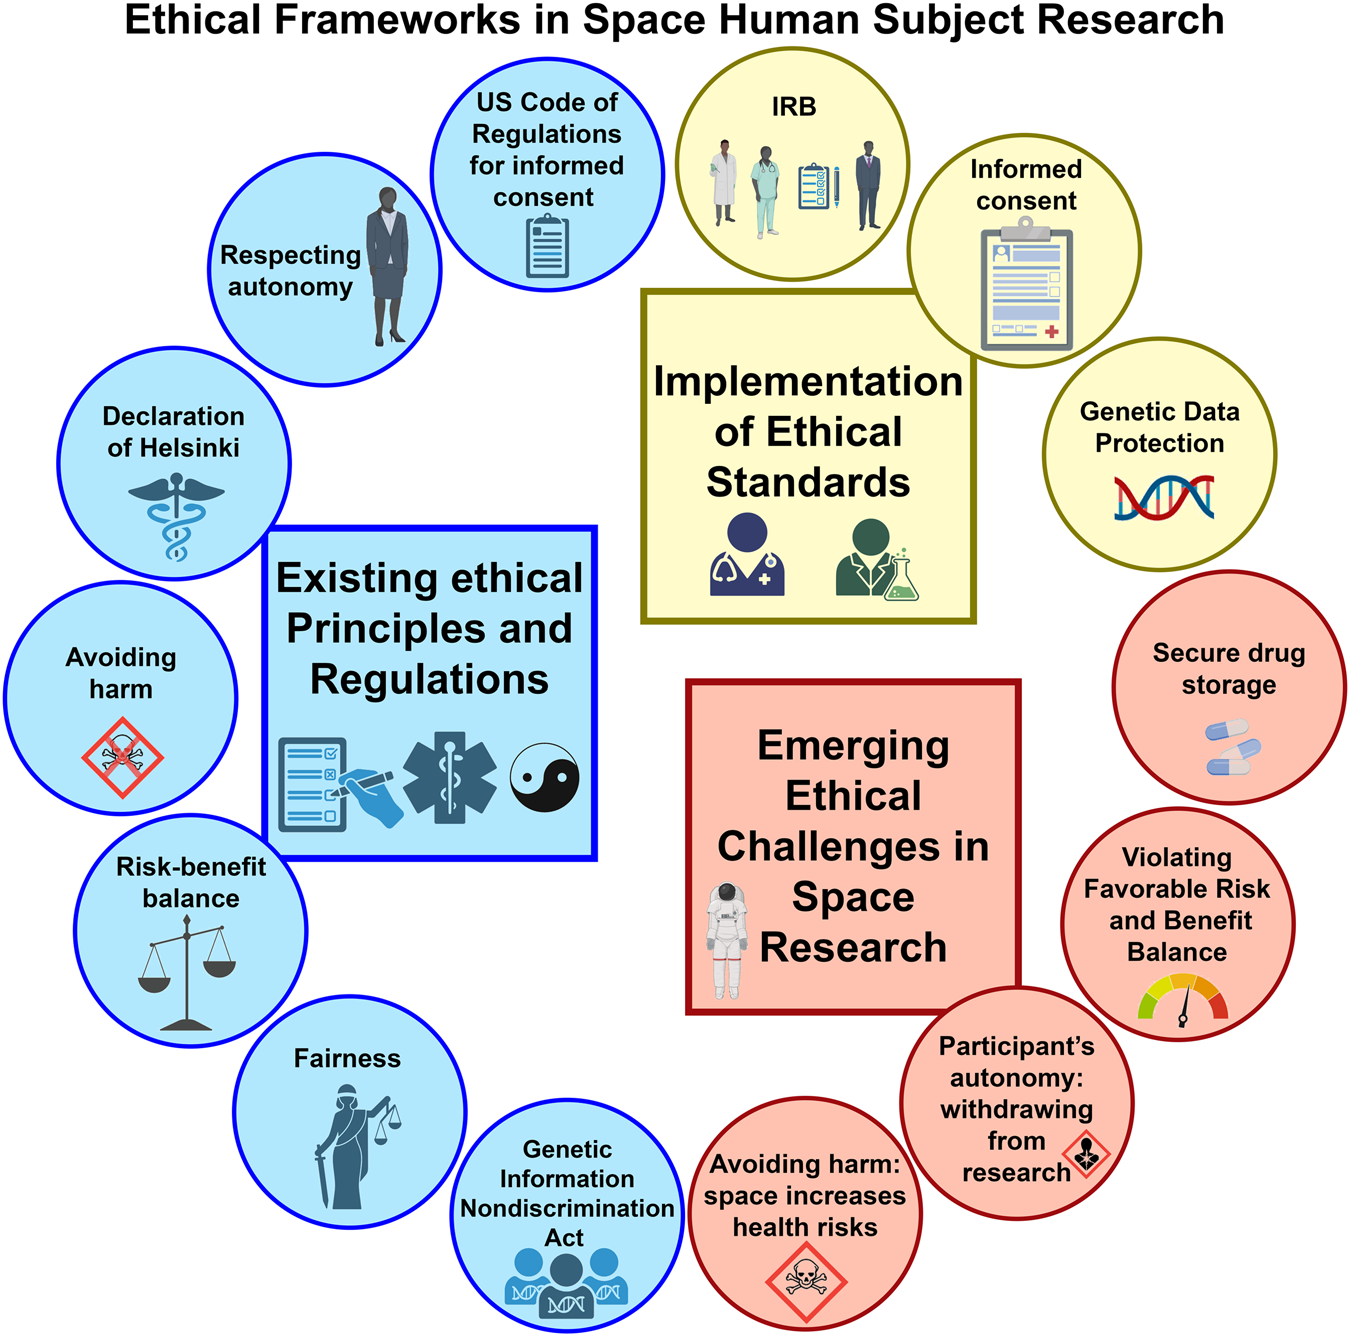 Ethical Frameworks in Space Human Subject Research
US Code of
Regulations
for informed
consent
IRB
Informed
consent
Respecting
autonomy
Declaration
of Helsinki
Genetic Data
Protection
Implementation
of Ethical
Standards
Existing ethical
Principles and
Regulations
Avoiding
harm
Secure drug
storage
Emerging
Ethical
Challenges in
Space
Research
Risk-benefit
balance
Violating
Favorable Risk
and Benefit
Balance
Fairness
Participant’s
autonomy:
withdrawing
from
research
Genetic
Information
Nondiscrimination
Act
Avoiding harm:
space increases
health risks